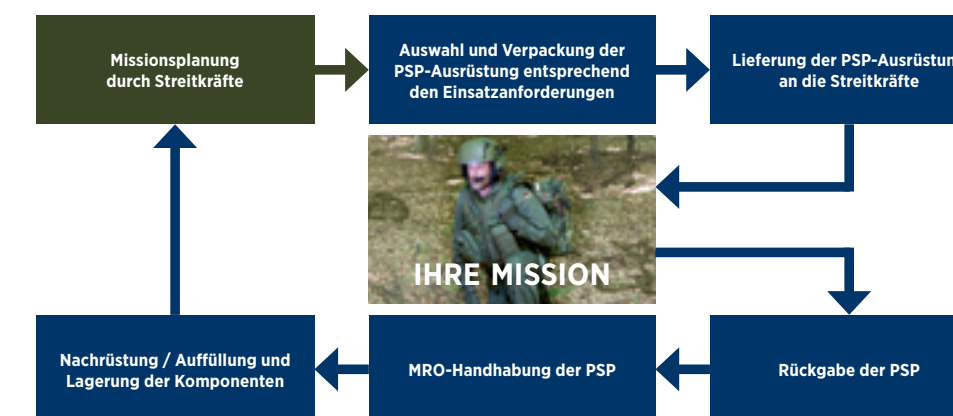 Missionsplanung
durch Streitkräfte
Auswahl und Verpackung der
PSP-Ausrüstung entsprechend
den Einsatzanforderungen
Lieferung der PSP-Ausrüstun
an die Streitkräfte
IHRE MISSION
Nachrüstung / Auffüllung und
Lagerung der Komponenten
MRO-Handhabung der PSP
Rückgabe der PSP